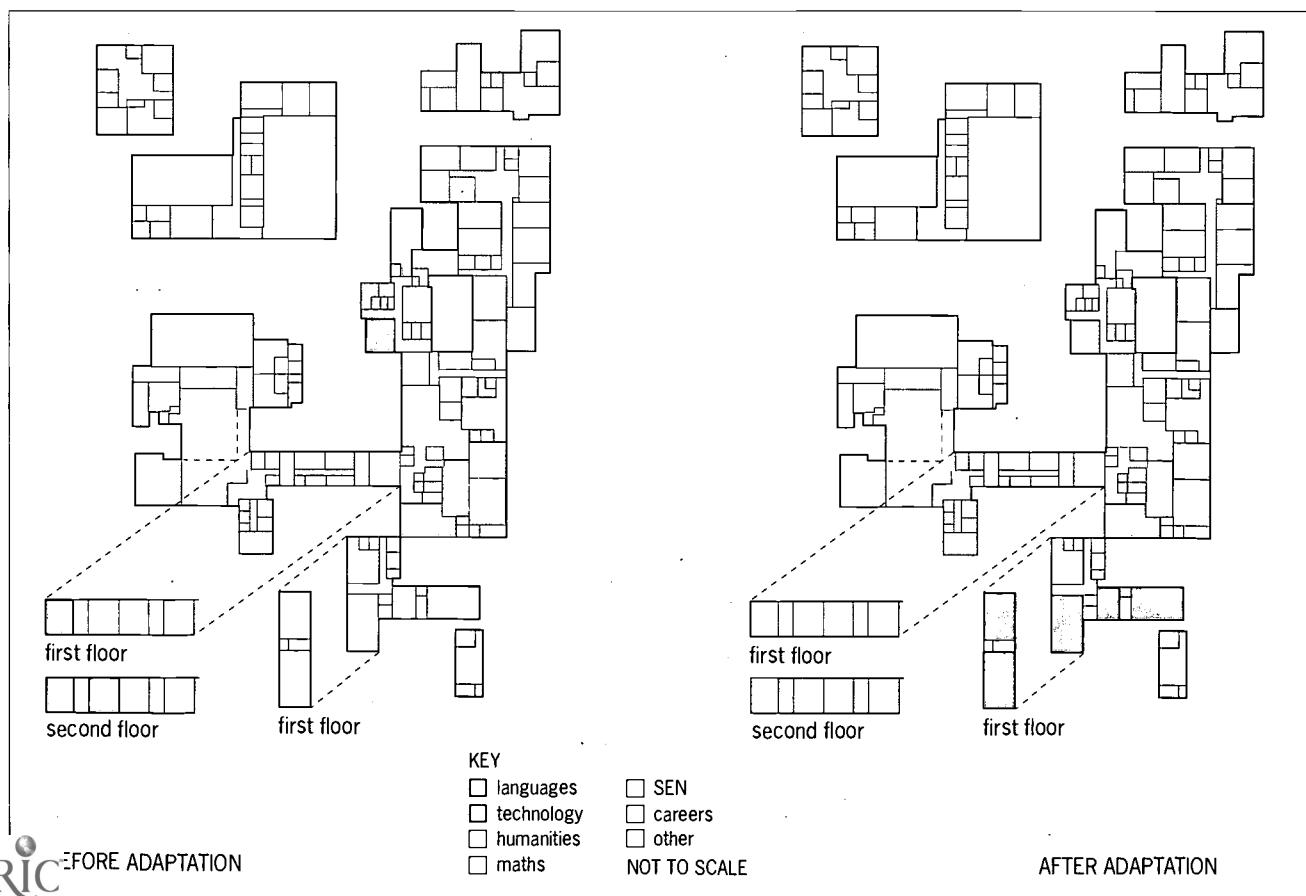 first floor
second floor
first floor
first floor
second floor
first floor
KEY
languages
technology
humanities
maths
SEN
careers
other
NOT TO SCALE
RIC
EFORE ADAPTATION
AFTER ADAPTATION